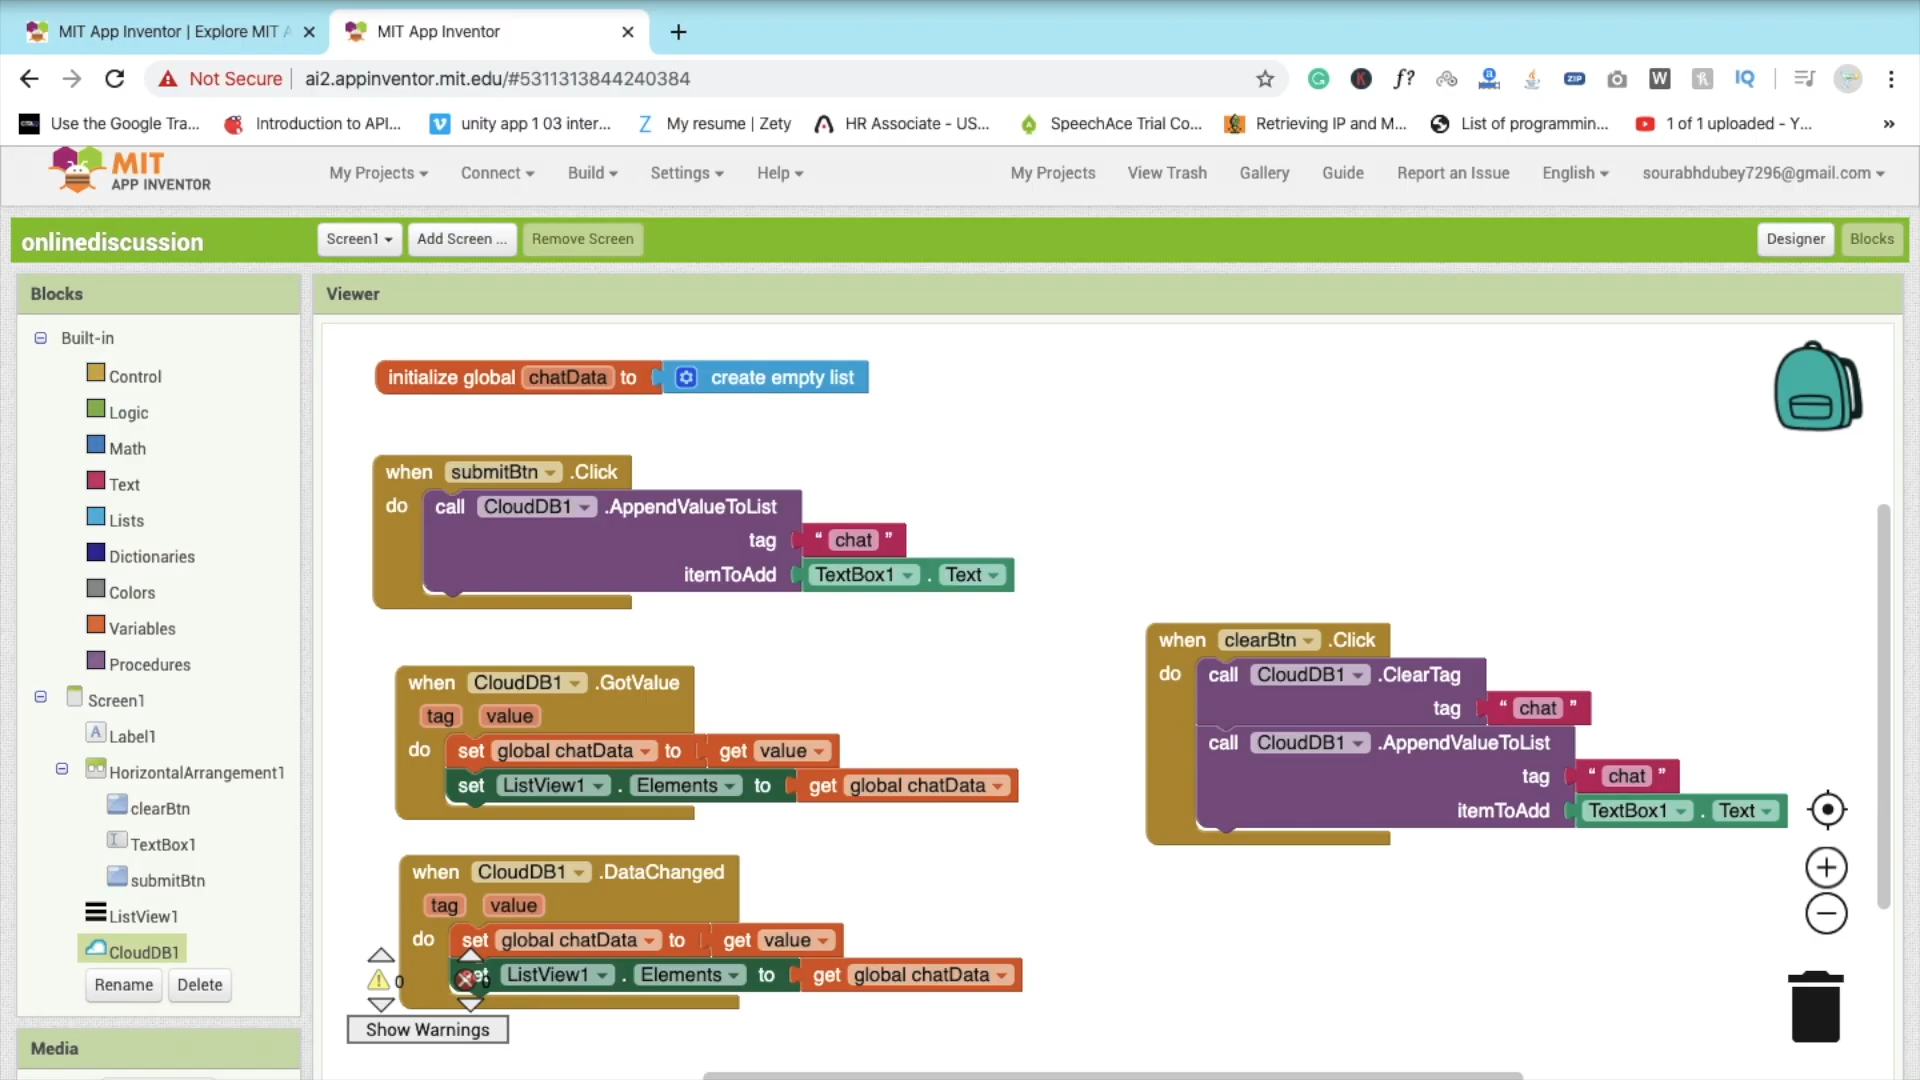 MIT App Inventor | Explore MIT A
MIT App Inventor
Not Secure
ai2.appinventor.mit.edu/#5311313844240384
f?
ZIP
W
IQ
Use the Google Tra...
Introduction to API...
unity app 1 03 inter...
My resume | Zety
HR Associate - US...
SpeechAce Trial Co...
Retrieving IP and M...
List of programmin...
1 of 1 uploaded - Y...
MIT
APP INVENTOR
My Projects
Connect
Build
Settings
Help
My Projects
View Trash
Gallery
Guide
Report an Issue
English
sourabhdubey7296@gmail.com
onlinediscussion
Screen1
Add Screen ...
Remove Screen
Designer
Blocks
Blocks
Built-in
Control
Logic
Math
Text
Lists
Dictionaries
Colors
Variables
Procedures
Screen1
Label1
HorizontalArrangement1
clearBtn
TextBox1
submitBtn
ListView1
CloudDB1
Rename
Delete
Media
Viewer
initialize global chatData to create empty list
when submitBtn .Click
do call CloudDB1 .AppendValueToList
tag “ chat ”
itemToAdd TextBox1 . Text
when CloudDB1 .GotValue
tag value
do set global chatData to get value
set ListView1 . Elements to get global chatData
when CloudDB1 .DataChanged
tag value
do set global chatData to get value
ListView1 . Elements to get global chatData
0
Show Warnings
when clearBtn .Click
do call CloudDB1 .ClearTag
tag “ chat ”
call CloudDB1 .AppendValueToList
tag “ chat ”
itemToAdd TextBox1 . Text